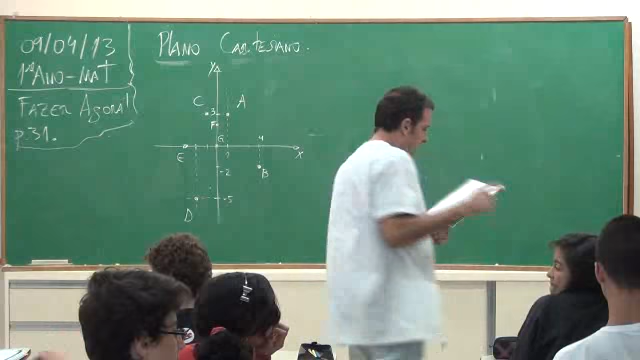 09/04/13
1º ANO - MAT
FAZER AGORA!
p.31.
PLANO CARTESIANO.
Y
C
3
A
F
G
4
E
X
-2
B
D
-5